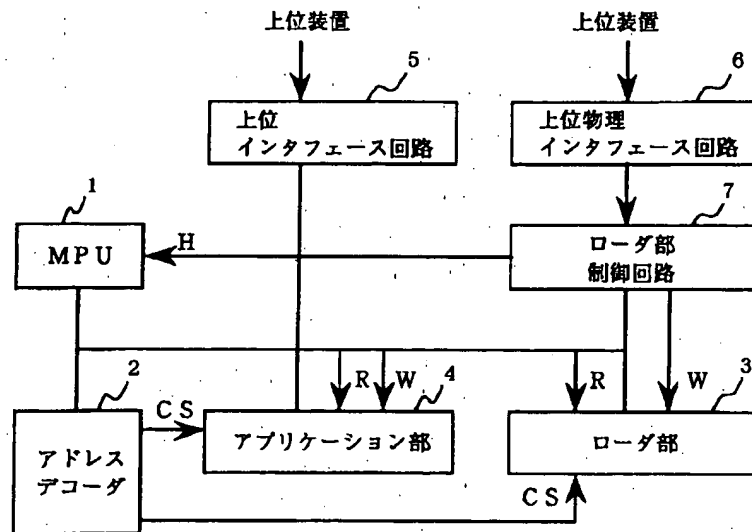 上位装置
上位装置
5
6
上位
インタフェース回路
上位物理
インタフェース回路
1
7
MPU
H
ローダ部
制御回路
2
CS
R
W
4
R
W
3
アドレス
デコーダ
アプリケーション部
ローダ部
CS